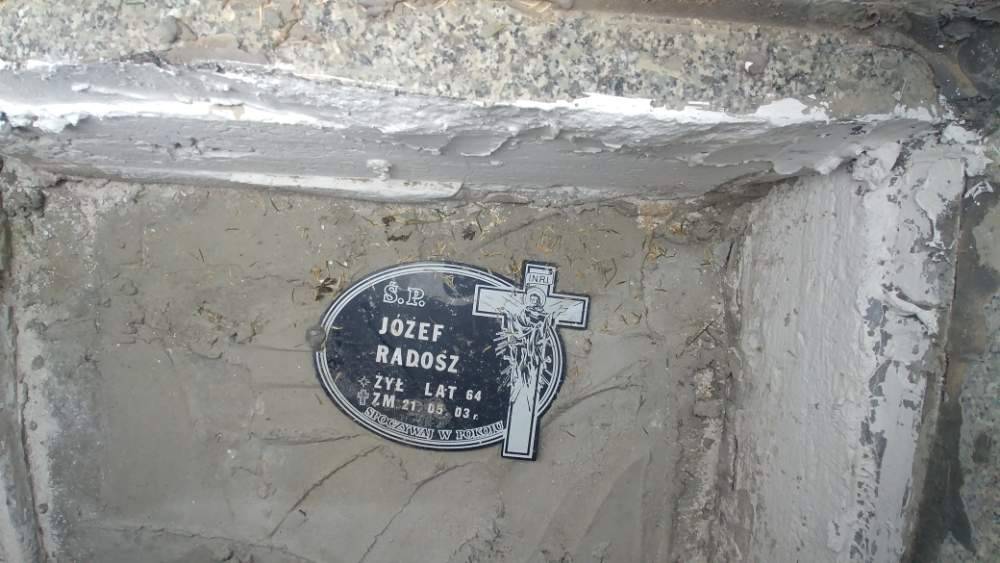 Ś.P.
INRI
JÓZEF
RADOSZ
ŻYŁ LAT 64
ZM 21 05 03 r.
SPOCZYWAJ W POKOJU